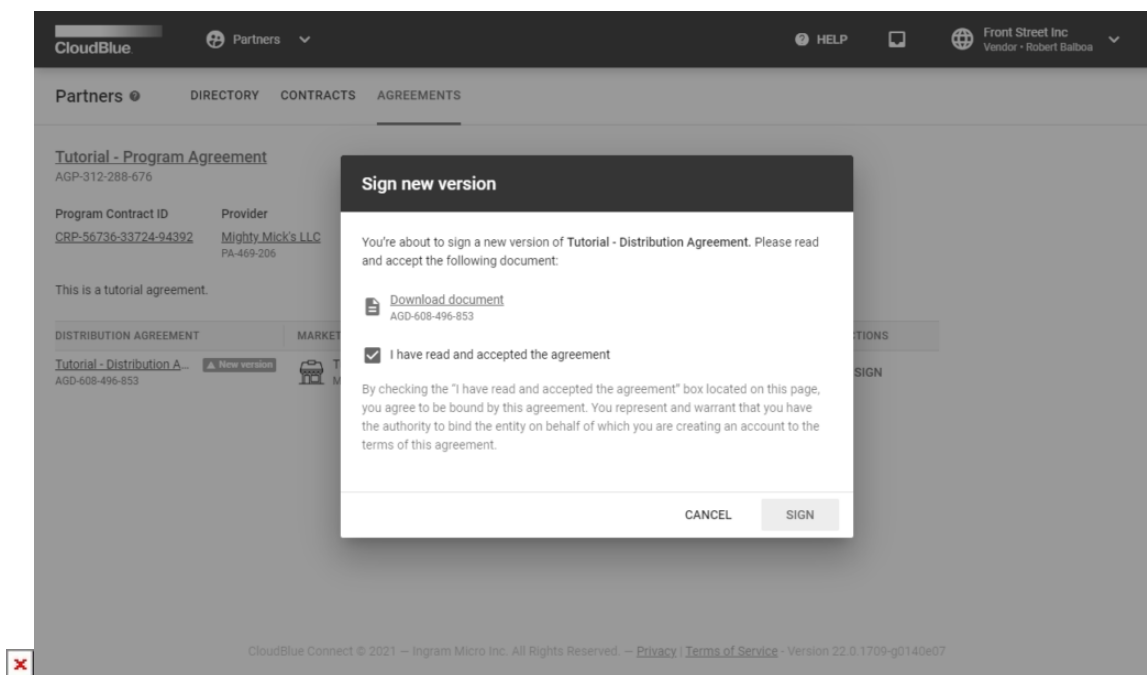 CloudBlue
Partners
HELP
Front Street Inc
Vendor • Robert Balboa
Partners
DIRECTORY CONTRACTS AGREEMENTS
Tutorial - Program Agreement
AGP-312-288-676
Program Contract ID Provider
CRP-56736-33724-94392 Mighty Mick's LLC
PA-469-206
This is a tutorial agreement.
DISTRIBUTION AGREEMENT MARKET
TIONS
Tutorial - Distribution A... New version T
AGD-608-496-853 M
SIGN
Sign new version
You're about to sign a new version of Tutorial - Distribution Agreement. Please read
and accept the following document:
Download document
AGD-608-496-853
I have read and accepted the agreement
By checking the "I have read and accepted the agreement" box located on this page,
you agree to be bound by this agreement. You represent and warrant that you have
the authority to bind the entity on behalf of which you are creating an account to the
terms of this agreement.
CANCEL SIGN
CloudBlue Connect © 2021 — Ingram Micro Inc. All Rights Reserved. — Privacy | Terms of Service - Version 22.0.1709-g0140e07